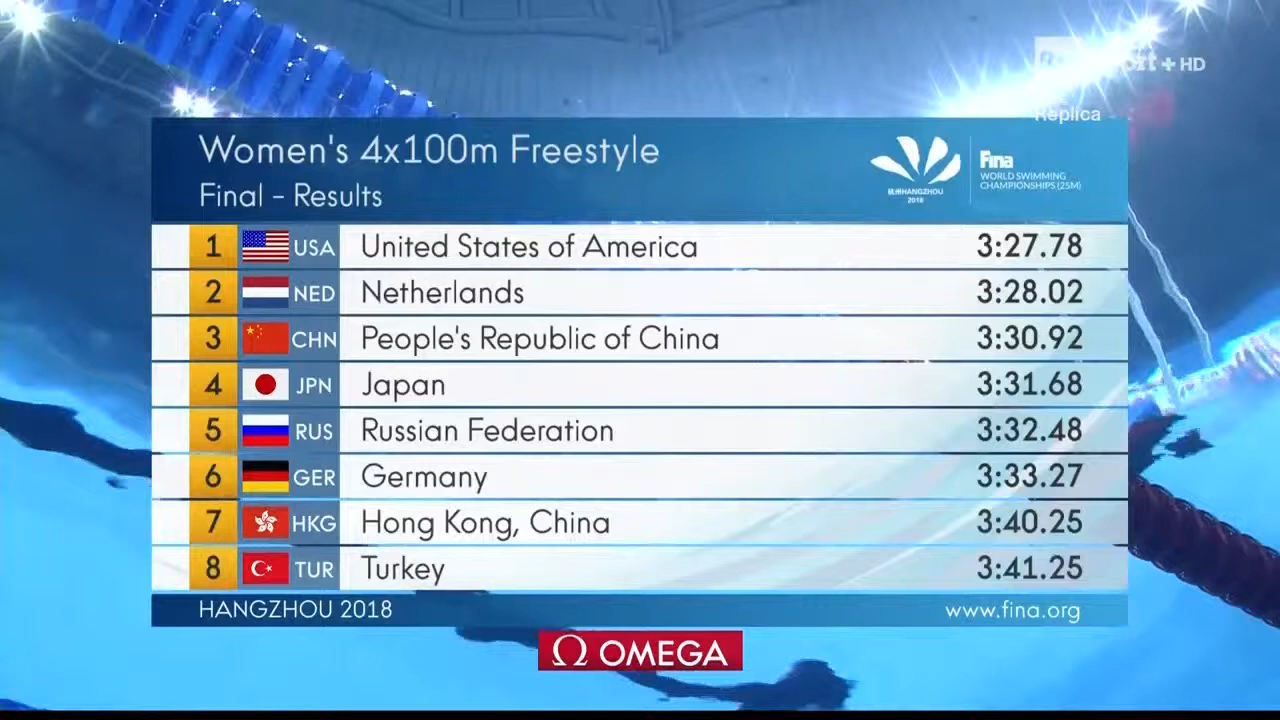 + HD
Replica
Women's 4x100m Freestyle
Final - Results
HANGZHOU
2018
Fina
WORLD SWIMMING
CHAMPIONSHIPS (25M)
1 USA United States of America 3:27.78
2 NED Netherlands 3:28.02
3 CHN People's Republic of China 3:30.92
4 JPN Japan 3:31.68
5 RUS Russian Federation 3:32.48
6 GER Germany 3:33.27
7 HKG Hong Kong, China 3:40.25
8 TUR Turkey 3:41.25
HANGZHOU 2018 www.fina.org
Ω OMEGA